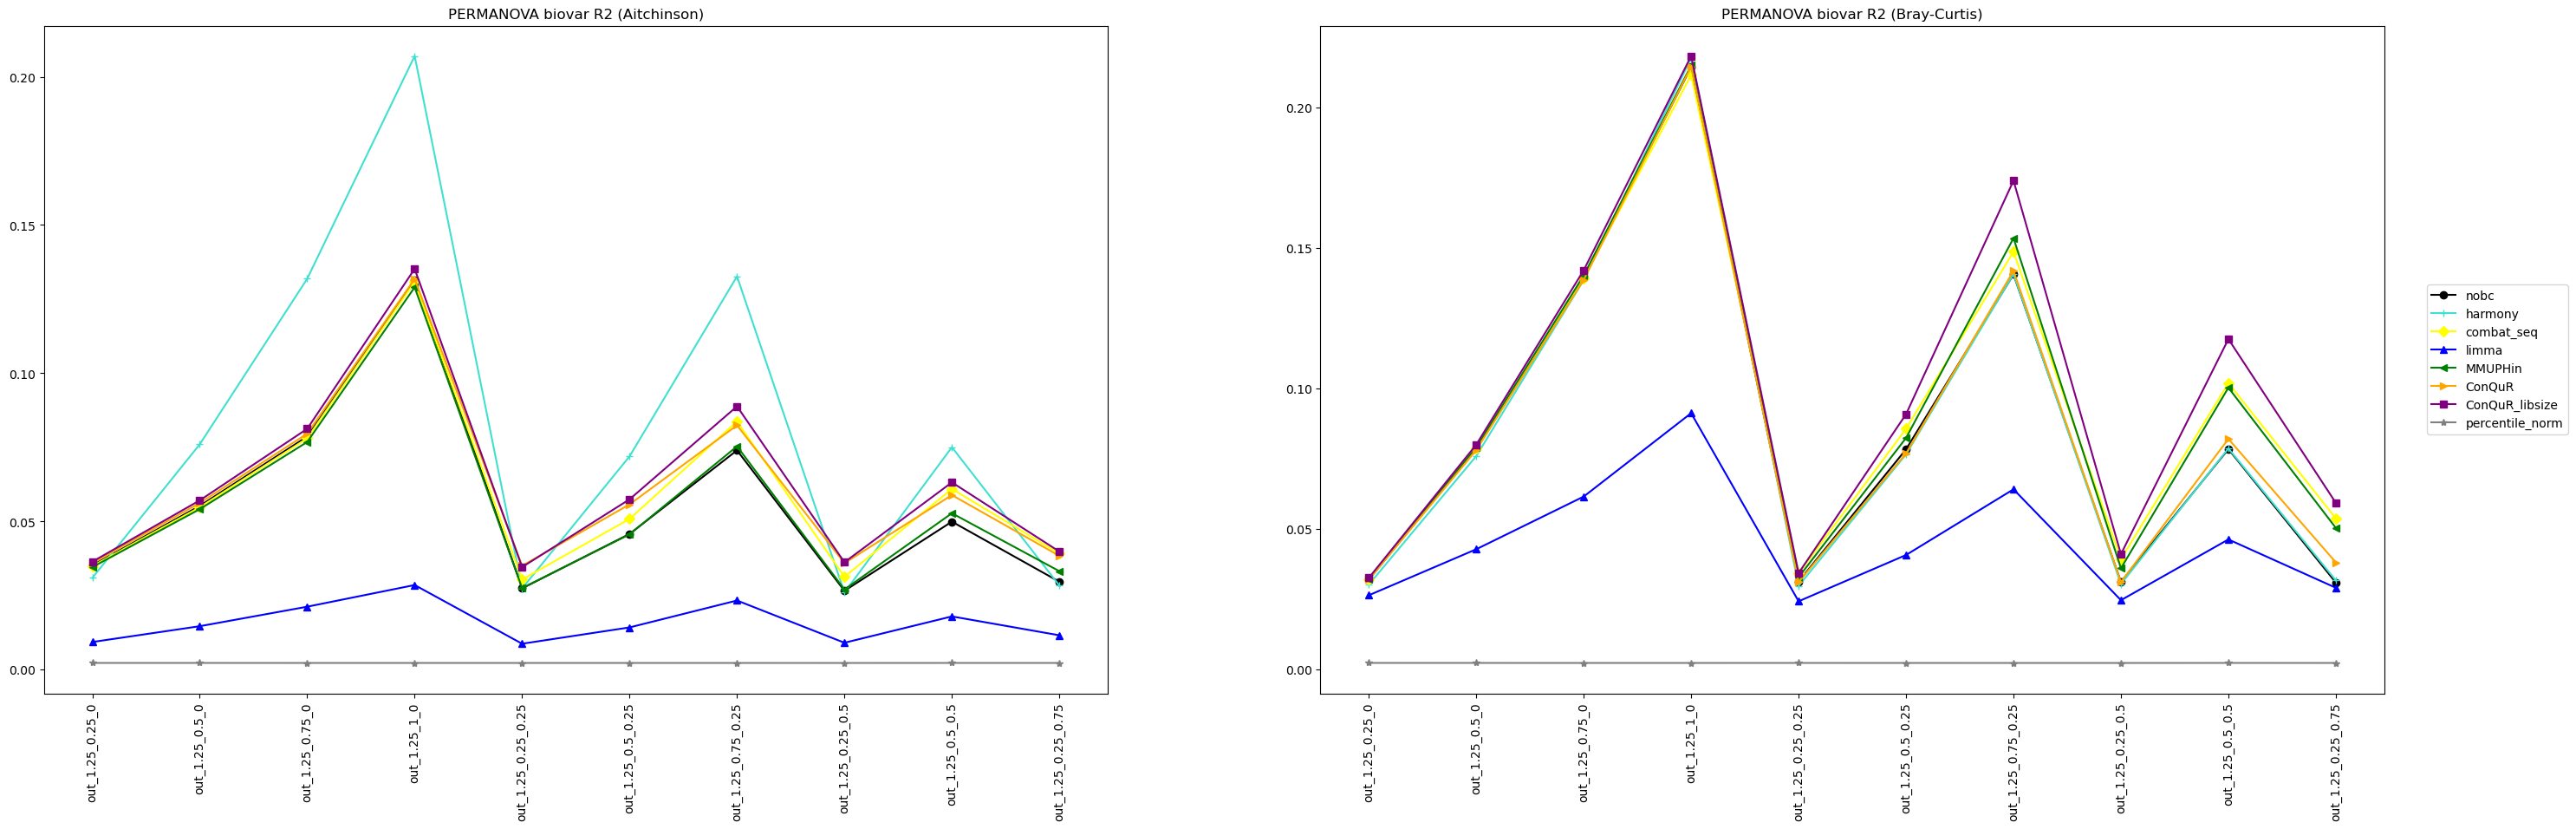 PERMANOVA biovar R2 (Aitchinson)
0.20
0.15
0.10
0.05
0.00
out_1.25_0.25_0
out_1.25_0.5_0
out_1.25_0.75_0
out_1.25_1_0
out_1.25_0.25_0.25
out_1.25_0.5_0.25
out_1.25_0.75_0.25
out_1.25_0.25_0.5
out_1.25_0.5_0.5
out_1.25_0.25_0.75
PERMANOVA biovar R2 (Bray-Curtis)
0.20
0.15
0.10
0.05
0.00
out_1.25_0.25_0
out_1.25_0.5_0
out_1.25_0.75_0
out_1.25_1_0
out_1.25_0.25_0.25
out_1.25_0.5_0.25
out_1.25_0.75_0.25
out_1.25_0.25_0.5
out_1.25_0.5_0.5
out_1.25_0.25_0.75
nobc
harmony
combat_seq
limma
MMUPHin
ConQuR
ConQuR_libsize
percentile_norm